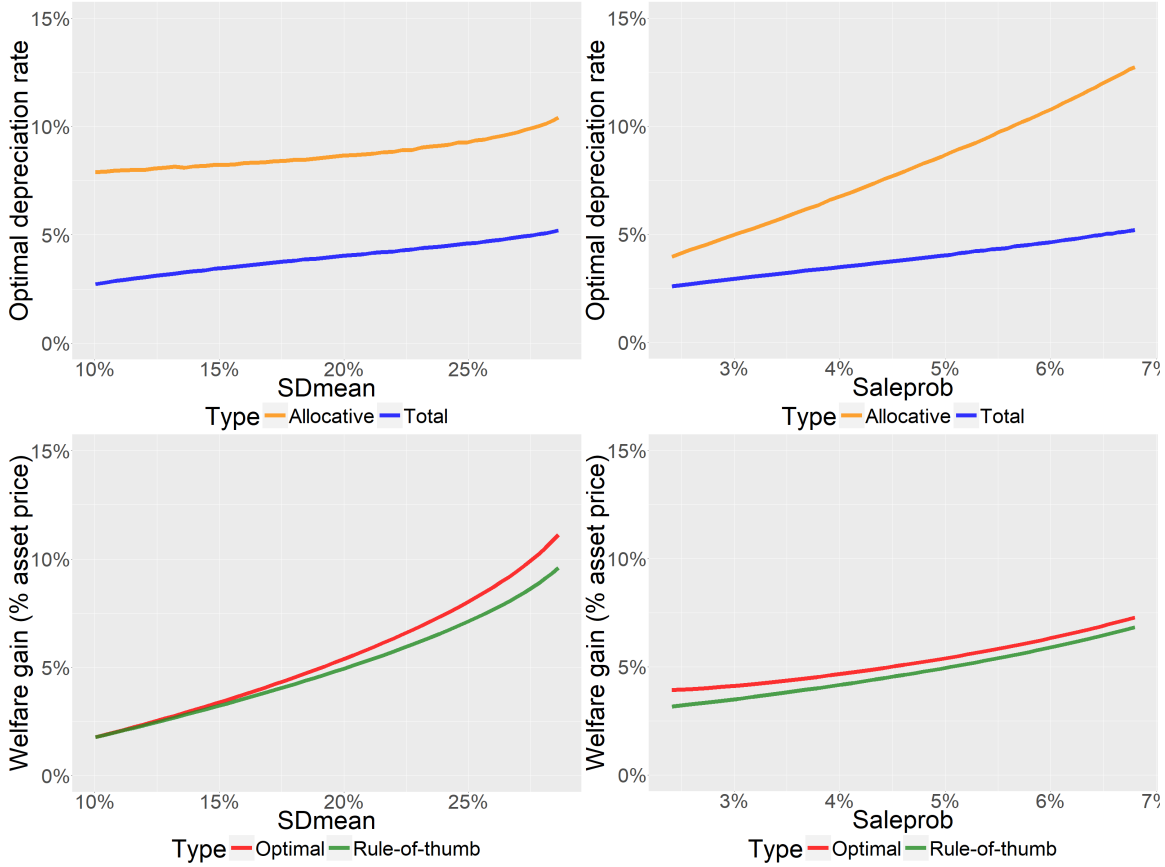 Optimal depreciation rate
15%
10%
5%
0%
10% 15% 20% 25%
SDmean
Type Allocative Total
Optimal depreciation rate
15%
10%
5%
0%
3% 4% 5% 6% 7%
Saleprob
Type Allocative Total
Welfare gain (% asset price)
15%
10%
5%
0%
10% 15% 20% 25%
SDmean
Type Optimal Rule-of-thumb
Welfare gain (% asset price)
15%
10%
5%
0%
3% 4% 5% 6% 7%
Saleprob
Type Optimal Rule-of-thumb